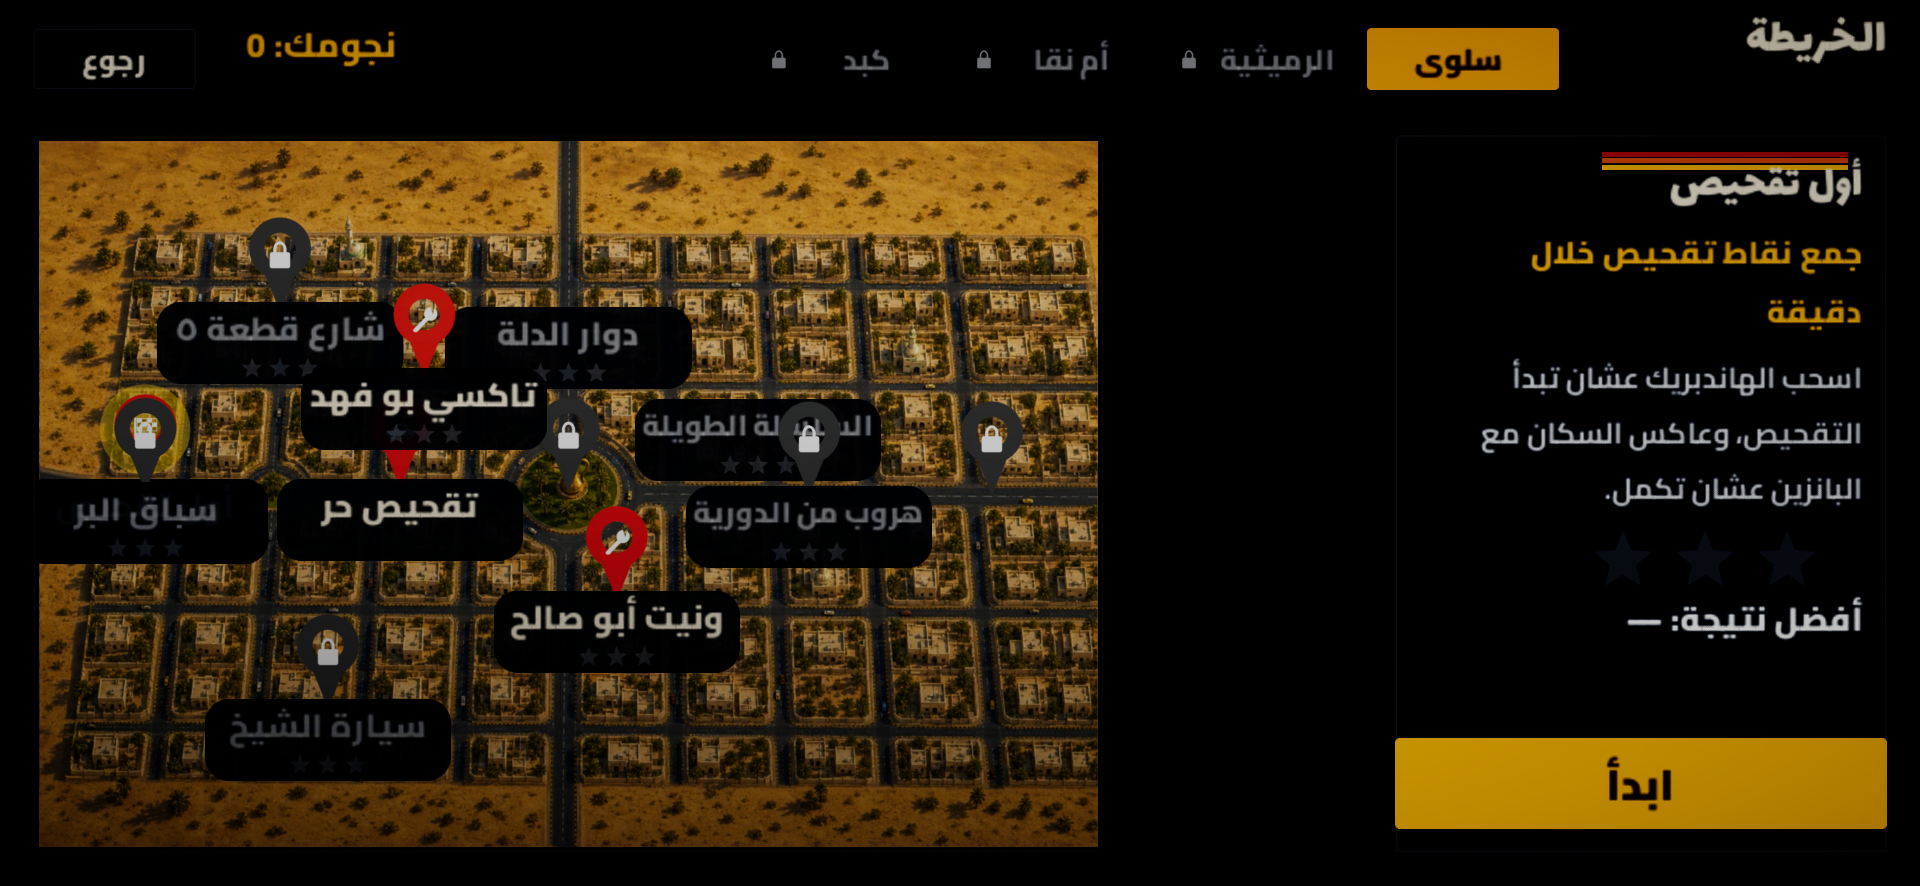 الخريطة
سلوى
الرميثية
أم نقا
كبد
نجومك: 0
رجوع
أول تقحيص
جمع نقاط تقحيص خلال
دقيقة
اسحب الهاندبريك عشان تبدأ
التقحيص، وعاكس السكان مع
البانزين عشان تكمل.
أفضل نتيجة: —
ابدأ
دوار الدلة
شارع قطعة ٥
تاكسي بو فهد
الطويلة
هروب من الدورية
تقحيص حر
سباق البر
ونيت أبو صالح
سيارة الشيخ